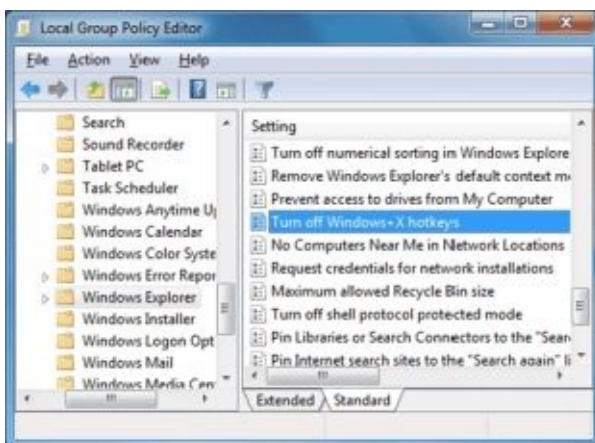 Local Group Policy Editor
File Action View Help
Search
Sound Recorder
Tablet PC
Task Scheduler
Windows Anytime U
Windows Calendar
Windows Color Syste
Windows Error Repor
Windows Explorer
Windows Installer
Windows Logon Opt
Windows Mail
Windows Media Cen
Setting
Turn off numerical sorting in Windows Explore
Remove Windows Explorer's default context m
Prevent access to drives from My Computer
Turn off Windows+X hotkeys
No Computers Near Me in Network Locations
Request credentials for network installations
Maximum allowed Recycle Bin size
Turn off shell protocol protected mode
Pin Libraries or Search Connectors to the "Sear
Pin Internet search sites to the "Search again" li
Extended Standard